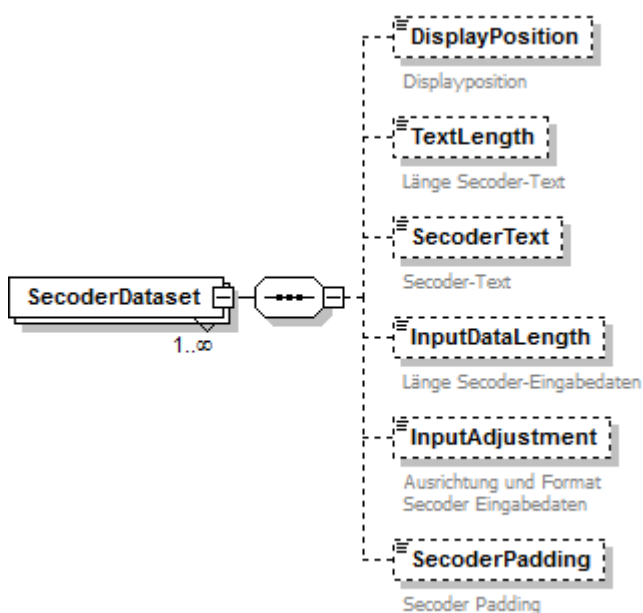 DisplayPosition
Displayposition
TextLength
Länge Secoder-Text
SecoderText
Secoder-Text
SecoderDataset
1..∞
InputDataLength
Länge Secoder-Eingabedaten
InputAdjustment
Ausrichtung und Format
Secoder Eingabedaten
SecoderPadding
Secoder Padding